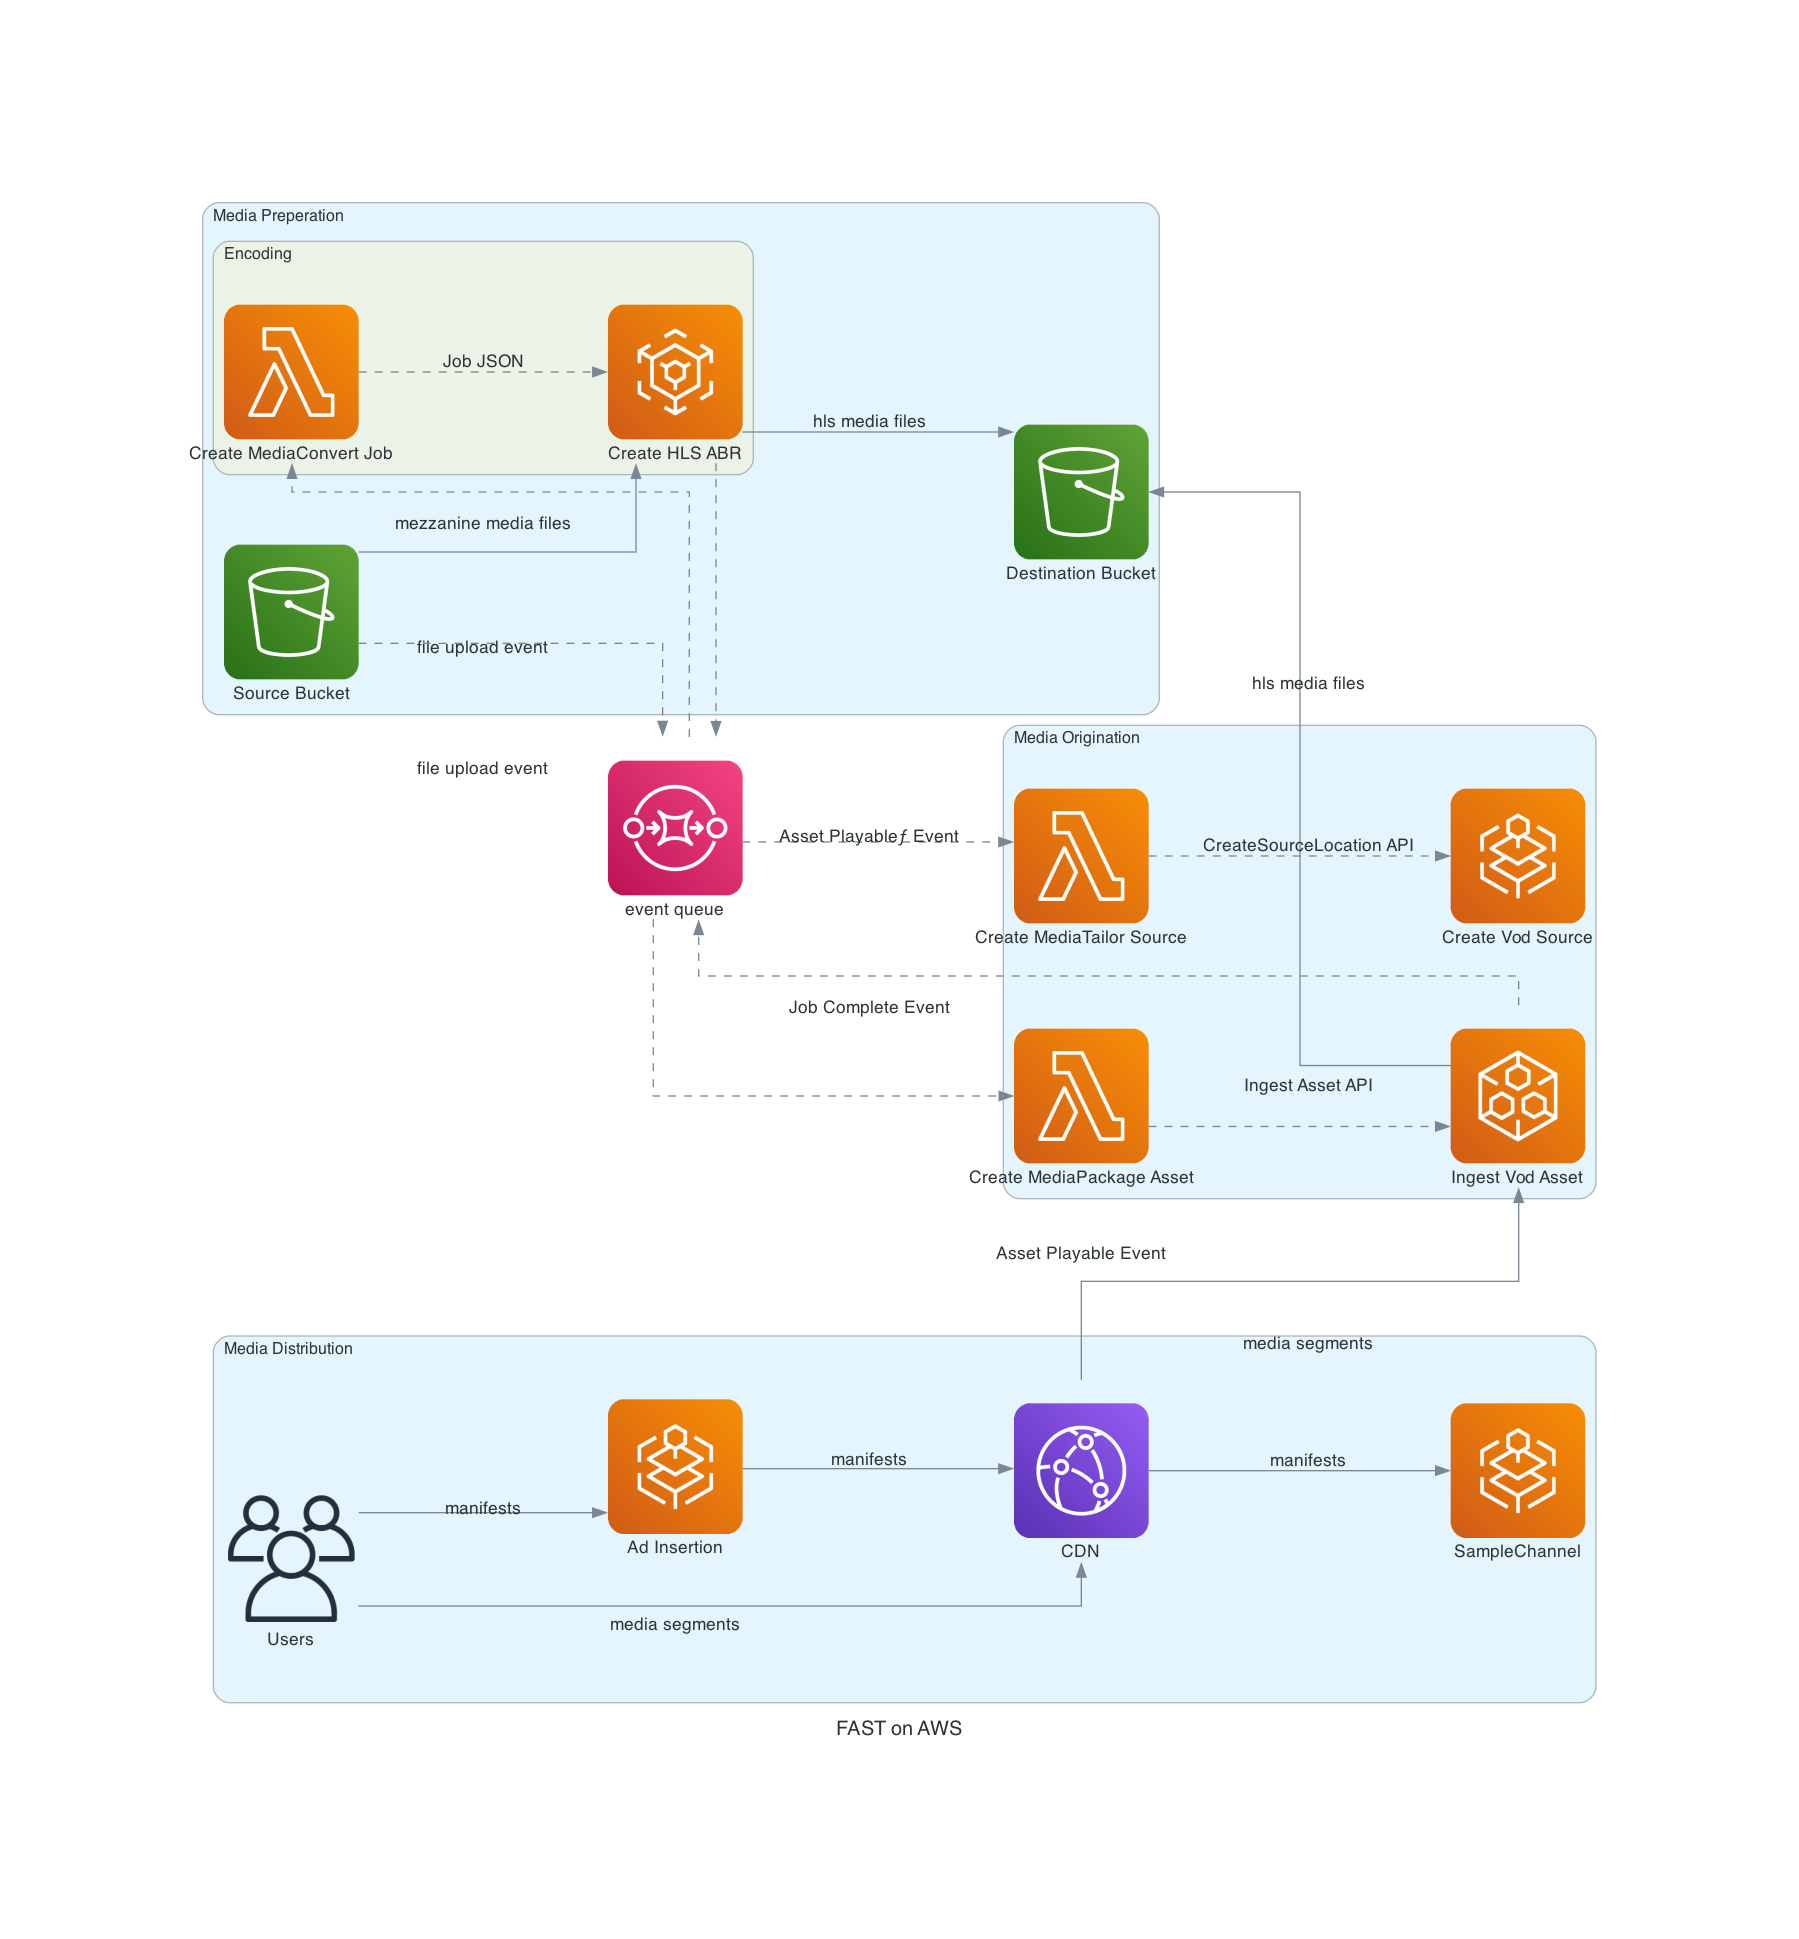 Media Preperation
Encoding
Job JSON
Create MediaConvert Job
Create HLS ABR
hls media files
mezzanine media files
Destination Bucket
file upload event
Source Bucket
hls media files
Media Origination
file upload event
Asset Playableƒ Event
CreateSourceLocation API
event queue
Create MediaTailor Source
Create Vod Source
Job Complete Event
Ingest Asset API
Create MediaPackage Asset
Ingest Vod Asset
Asset Playable Event
media segments
Media Distribution
manifests
manifests
manifests
Ad Insertion
CDN
SampleChannel
media segments
Users
FAST on AWS